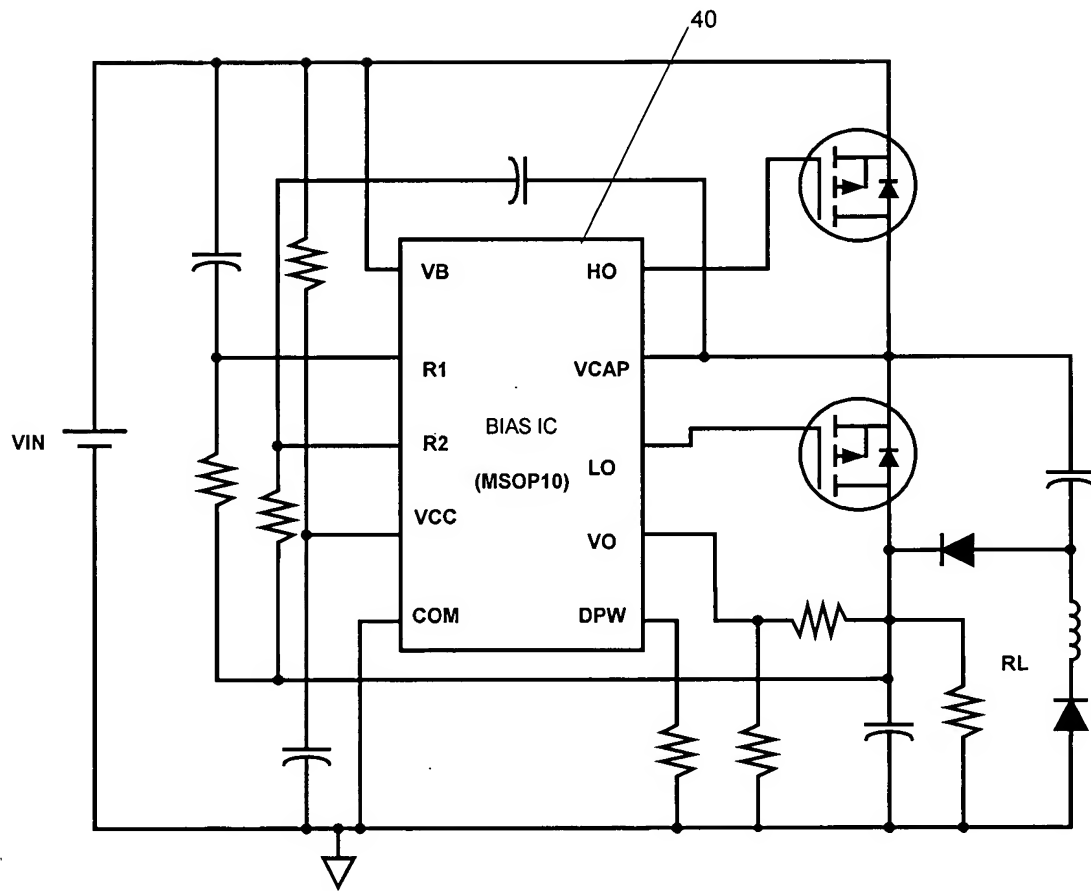 40
VB
HO
R1
VCAP
VIN
R2
BIAS IC
(MSOP10)
LO
VCC
VO
COM
DPW
RL